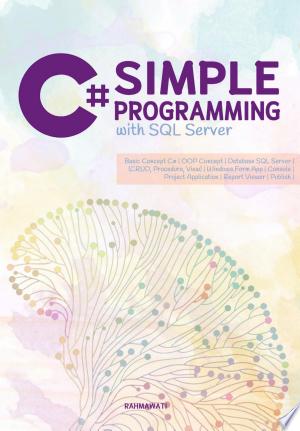 C# SIMPLE
PROGRAMMING
with SQL Server
Basic Concept C# | OOP Concept | Database SQL Server |
(CRUD, Procedure, View) | Windows Form App | Console |
Project Application | Report Viewer | Publish |
RAHMAWATI